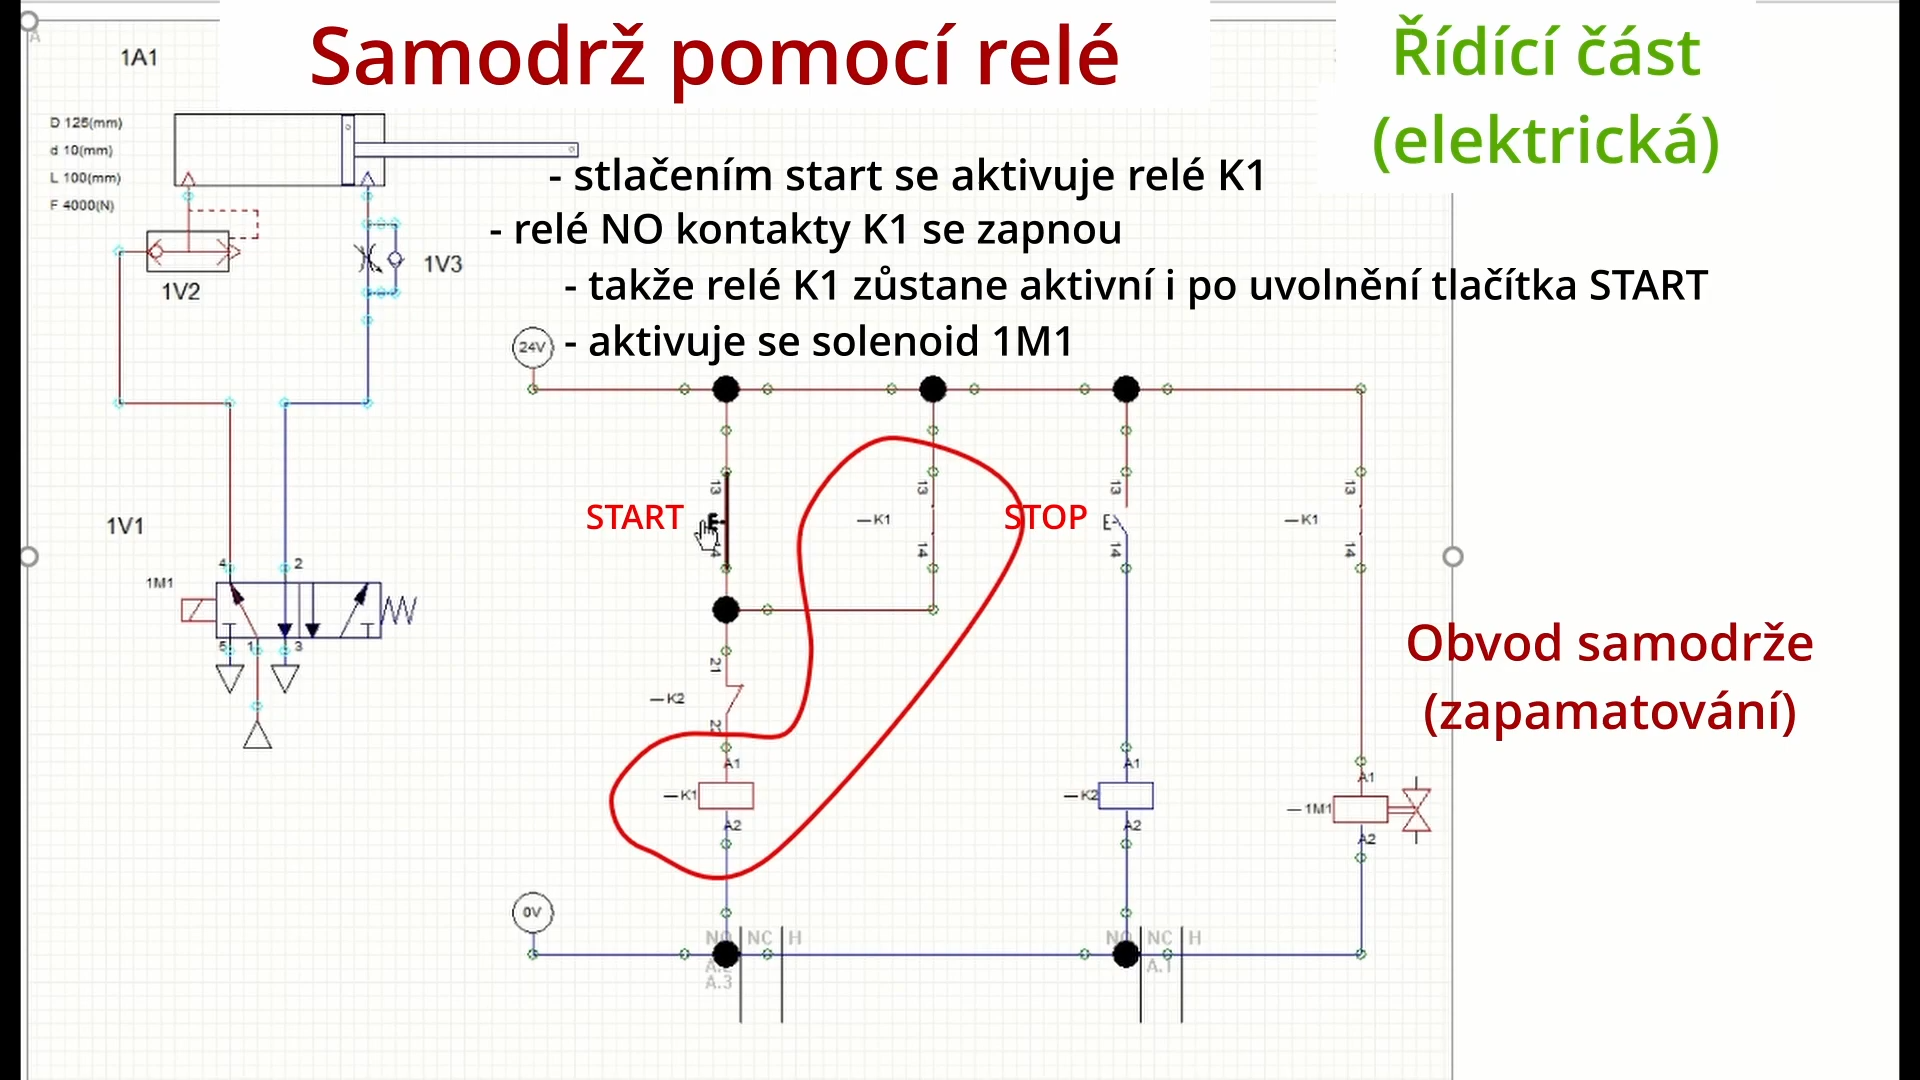 Samodrž pomocí relé
Řídící část
(elektrická)
A
1A1
D 125(mm)
d 10(mm)
L 100(mm)
F 4000(N)
- stlačením start se aktivuje relé K1
- relé NO kontakty K1 se zapnou
- takže relé K1 zůstane aktivní i po uvolnění tlačítka START
- aktivuje se solenoid 1M1
1V2
1V3
24V
13
13
13
13
START
K1
STOP
K1
14
14
14
14
1V1
4
2
1M1
5
1
3
21
K2
22
Obvod samodrže
(zapamatování)
A1
A1
A1
K1
K2
1M1
A2
A2
A2
0V
NO
NC
H
NO
NC
H
A.3
A.1